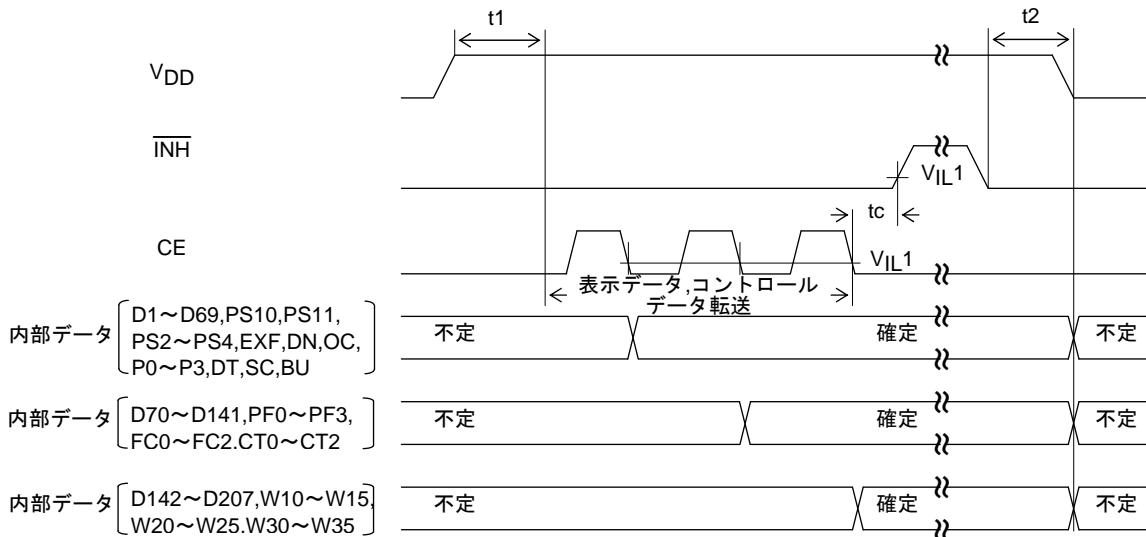 t1
t2
VDD
INH
VIL1
tc
CE
VIL1
表示データ,コントロール
データ転送
内部データ
D1～D69,PS10,PS11,
PS2～PS4,EXF,DN,OC,
P0～P3,DT,SC,BU
不定
確定
不定
内部データ
D70～D141,PF0～PF3,
FC0～FC2.CT0～CT2
不定
確定
不定
内部データ
D142～D207,W10～W15,
W20～W25.W30～W35
不定
確定
不定